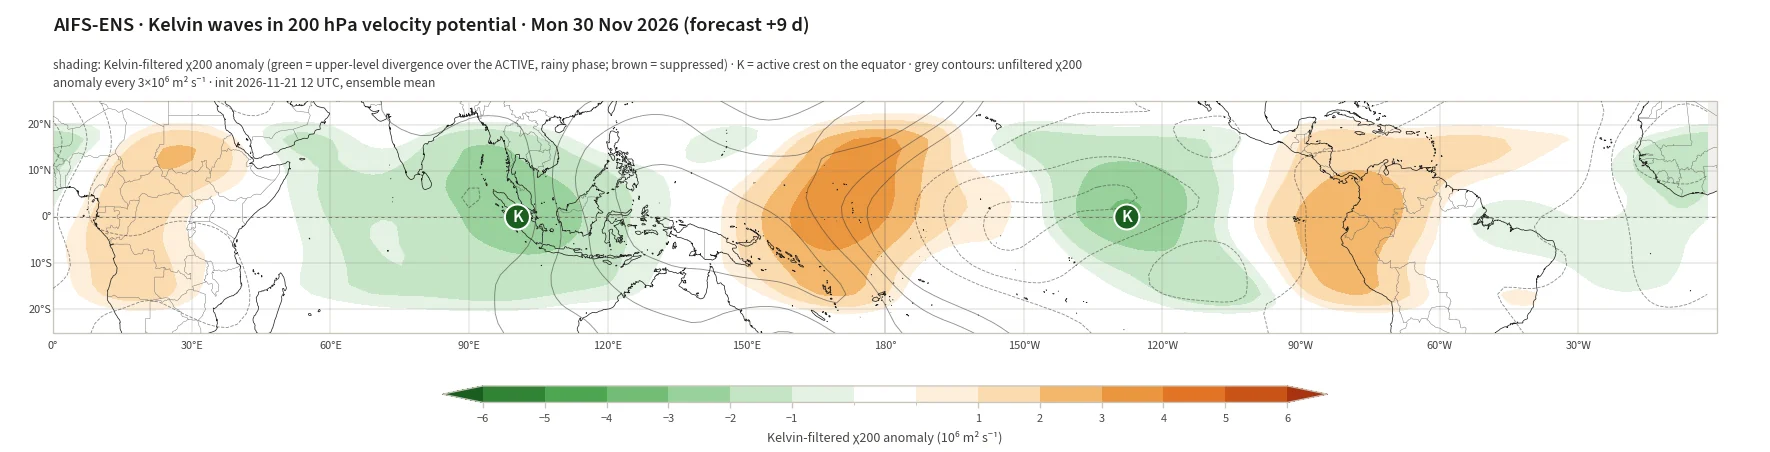 AIFS-ENS · Kelvin waves in 200 hPa velocity potential · Mon 30 Nov 2026 (forecast +9 d)
shading: Kelvin-filtered χ200 anomaly (green = upper-level divergence over the ACTIVE, rainy phase; brown = suppressed) · K = active crest on the equator · grey contours: unfiltered χ200
anomaly every 3×10⁶ m² s⁻¹ · init 2026-11-21 12 UTC, ensemble mean
20°N
10°N
0°
10°S
20°S
K K
0° 30°E 60°E 90°E 120°E 150°E 180° 150°W 120°W 90°W 60°W 30°W
−6 −5 −4 −3 −2 −1 1 2 3 4 5 6
Kelvin-filtered χ200 anomaly (10⁶ m² s⁻¹)